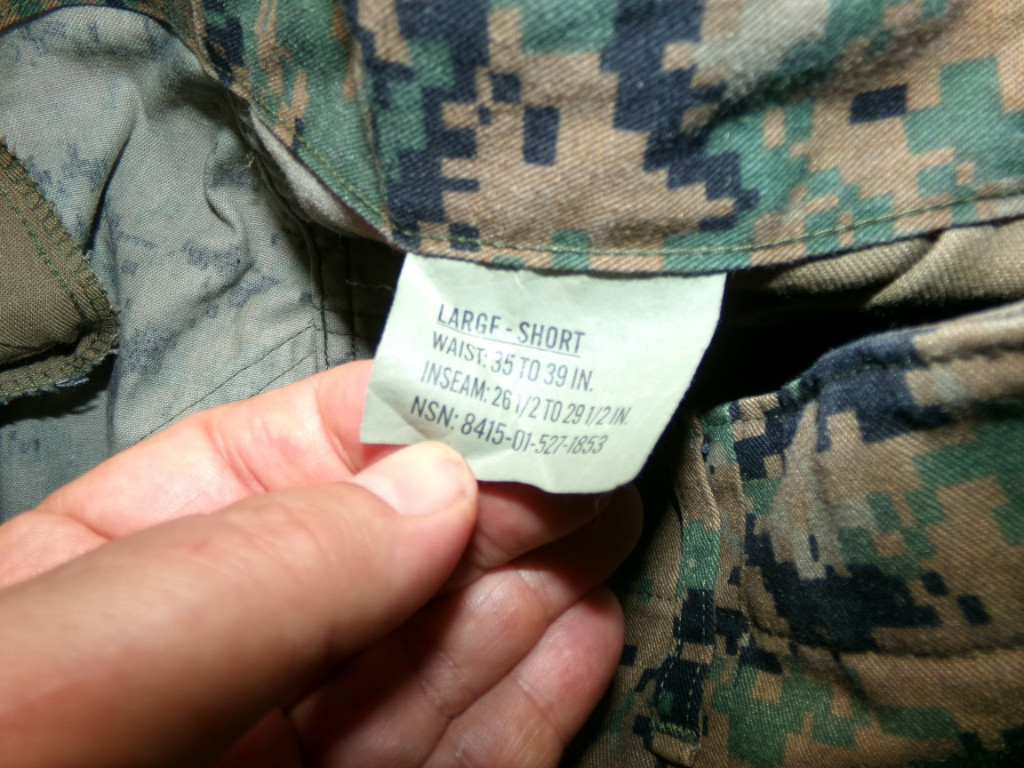 LARGE - SHORT
WAIST: 35 TO 39 IN.
INSEAM: 26 1/2 TO 29 1/2 IN.
NSN: 8415-01-527-1853